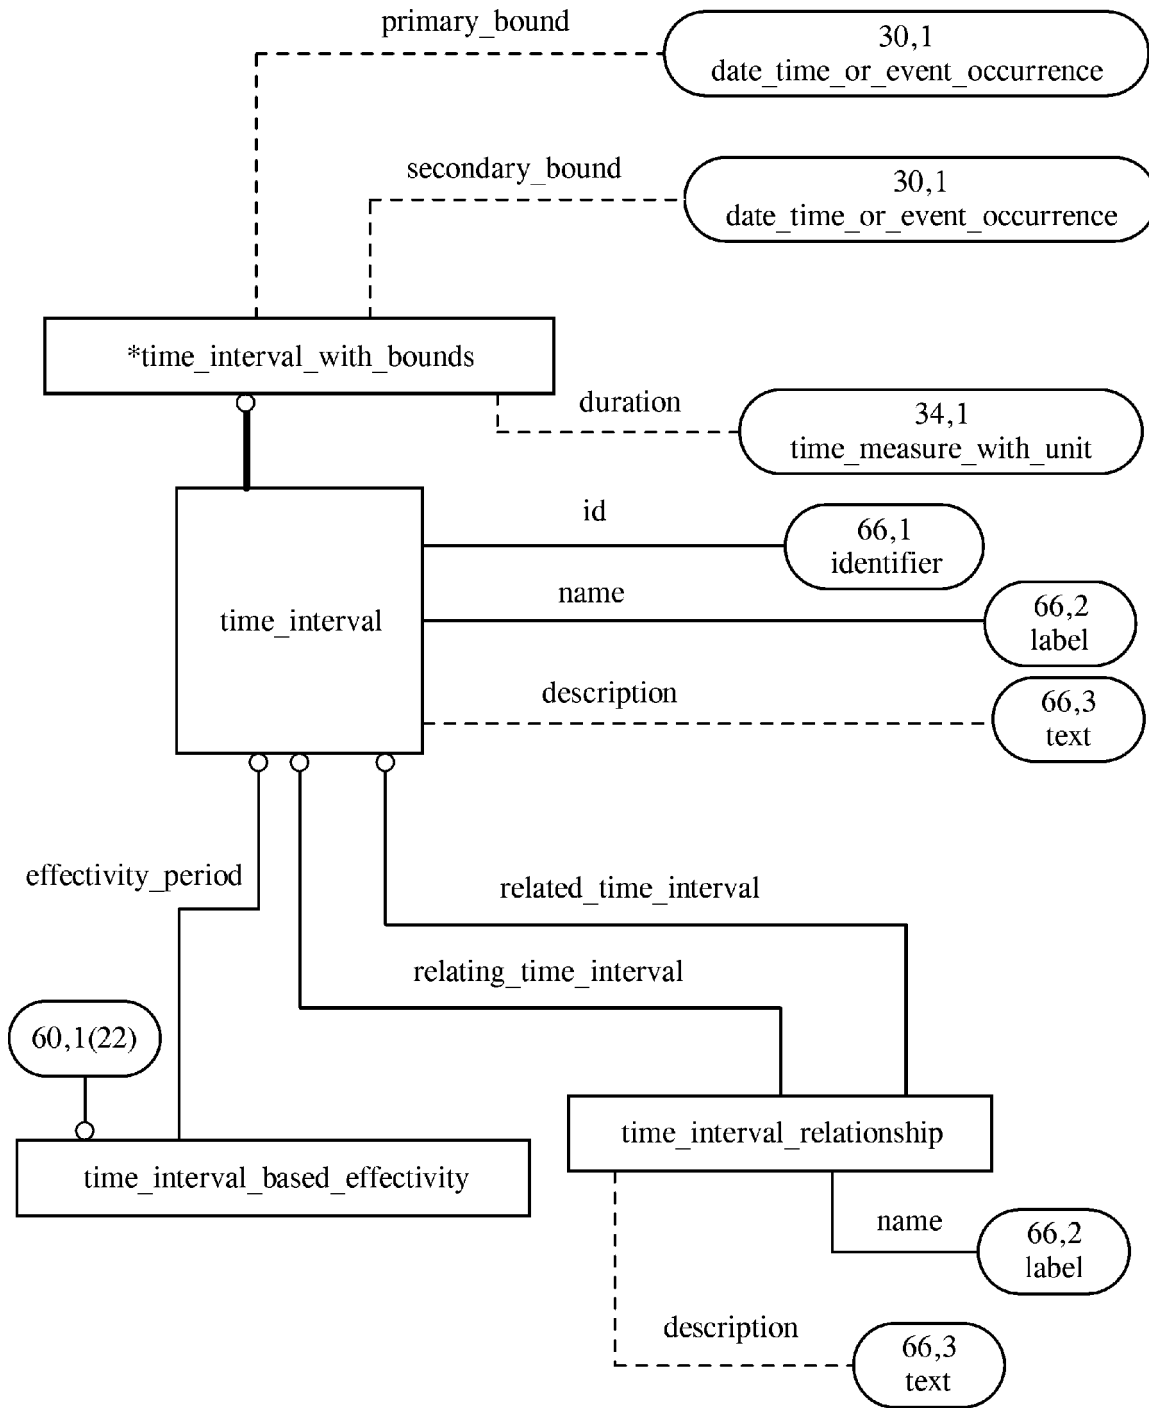 primary_bound
30,1
date_time_or_event_occurrence
secondary_bound
30,1
date_time_or_event_occurrence
*time_interval_with_bounds
duration
34,1
time_measure_with_unit
id
66,1
identifier
name
66,2
label
time_interval
description
66,3
text
effectivity_period
related_time_interval
relating_time_interval
60,1(22)
time_interval_relationship
time_interval_based_effectivity
name
66,2
label
description
66,3
text